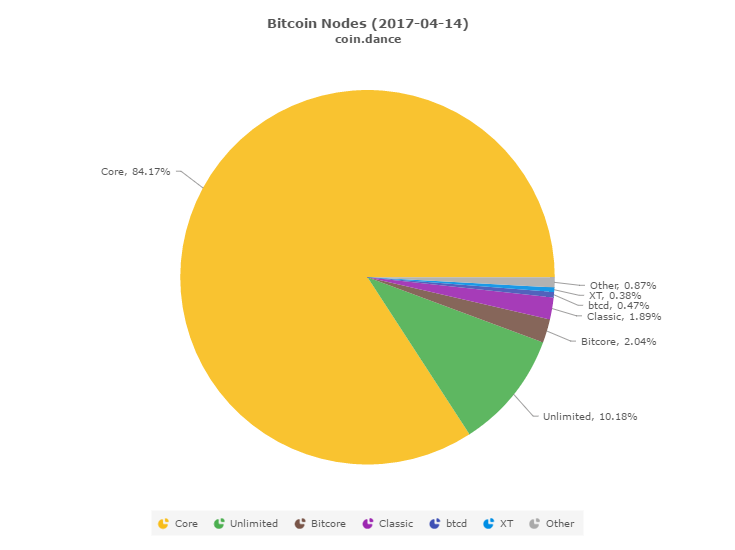 Bitcoin Nodes (2017-04-14)
coin.dance
Core, 84.17%
Other, 0.87%
XT, 0.38%
btcd, 0.47%
Classic, 1.89%
Bitcore, 2.04%
Unlimited, 10.18%
Core Unlimited Bitcore Classic btcd XT Other